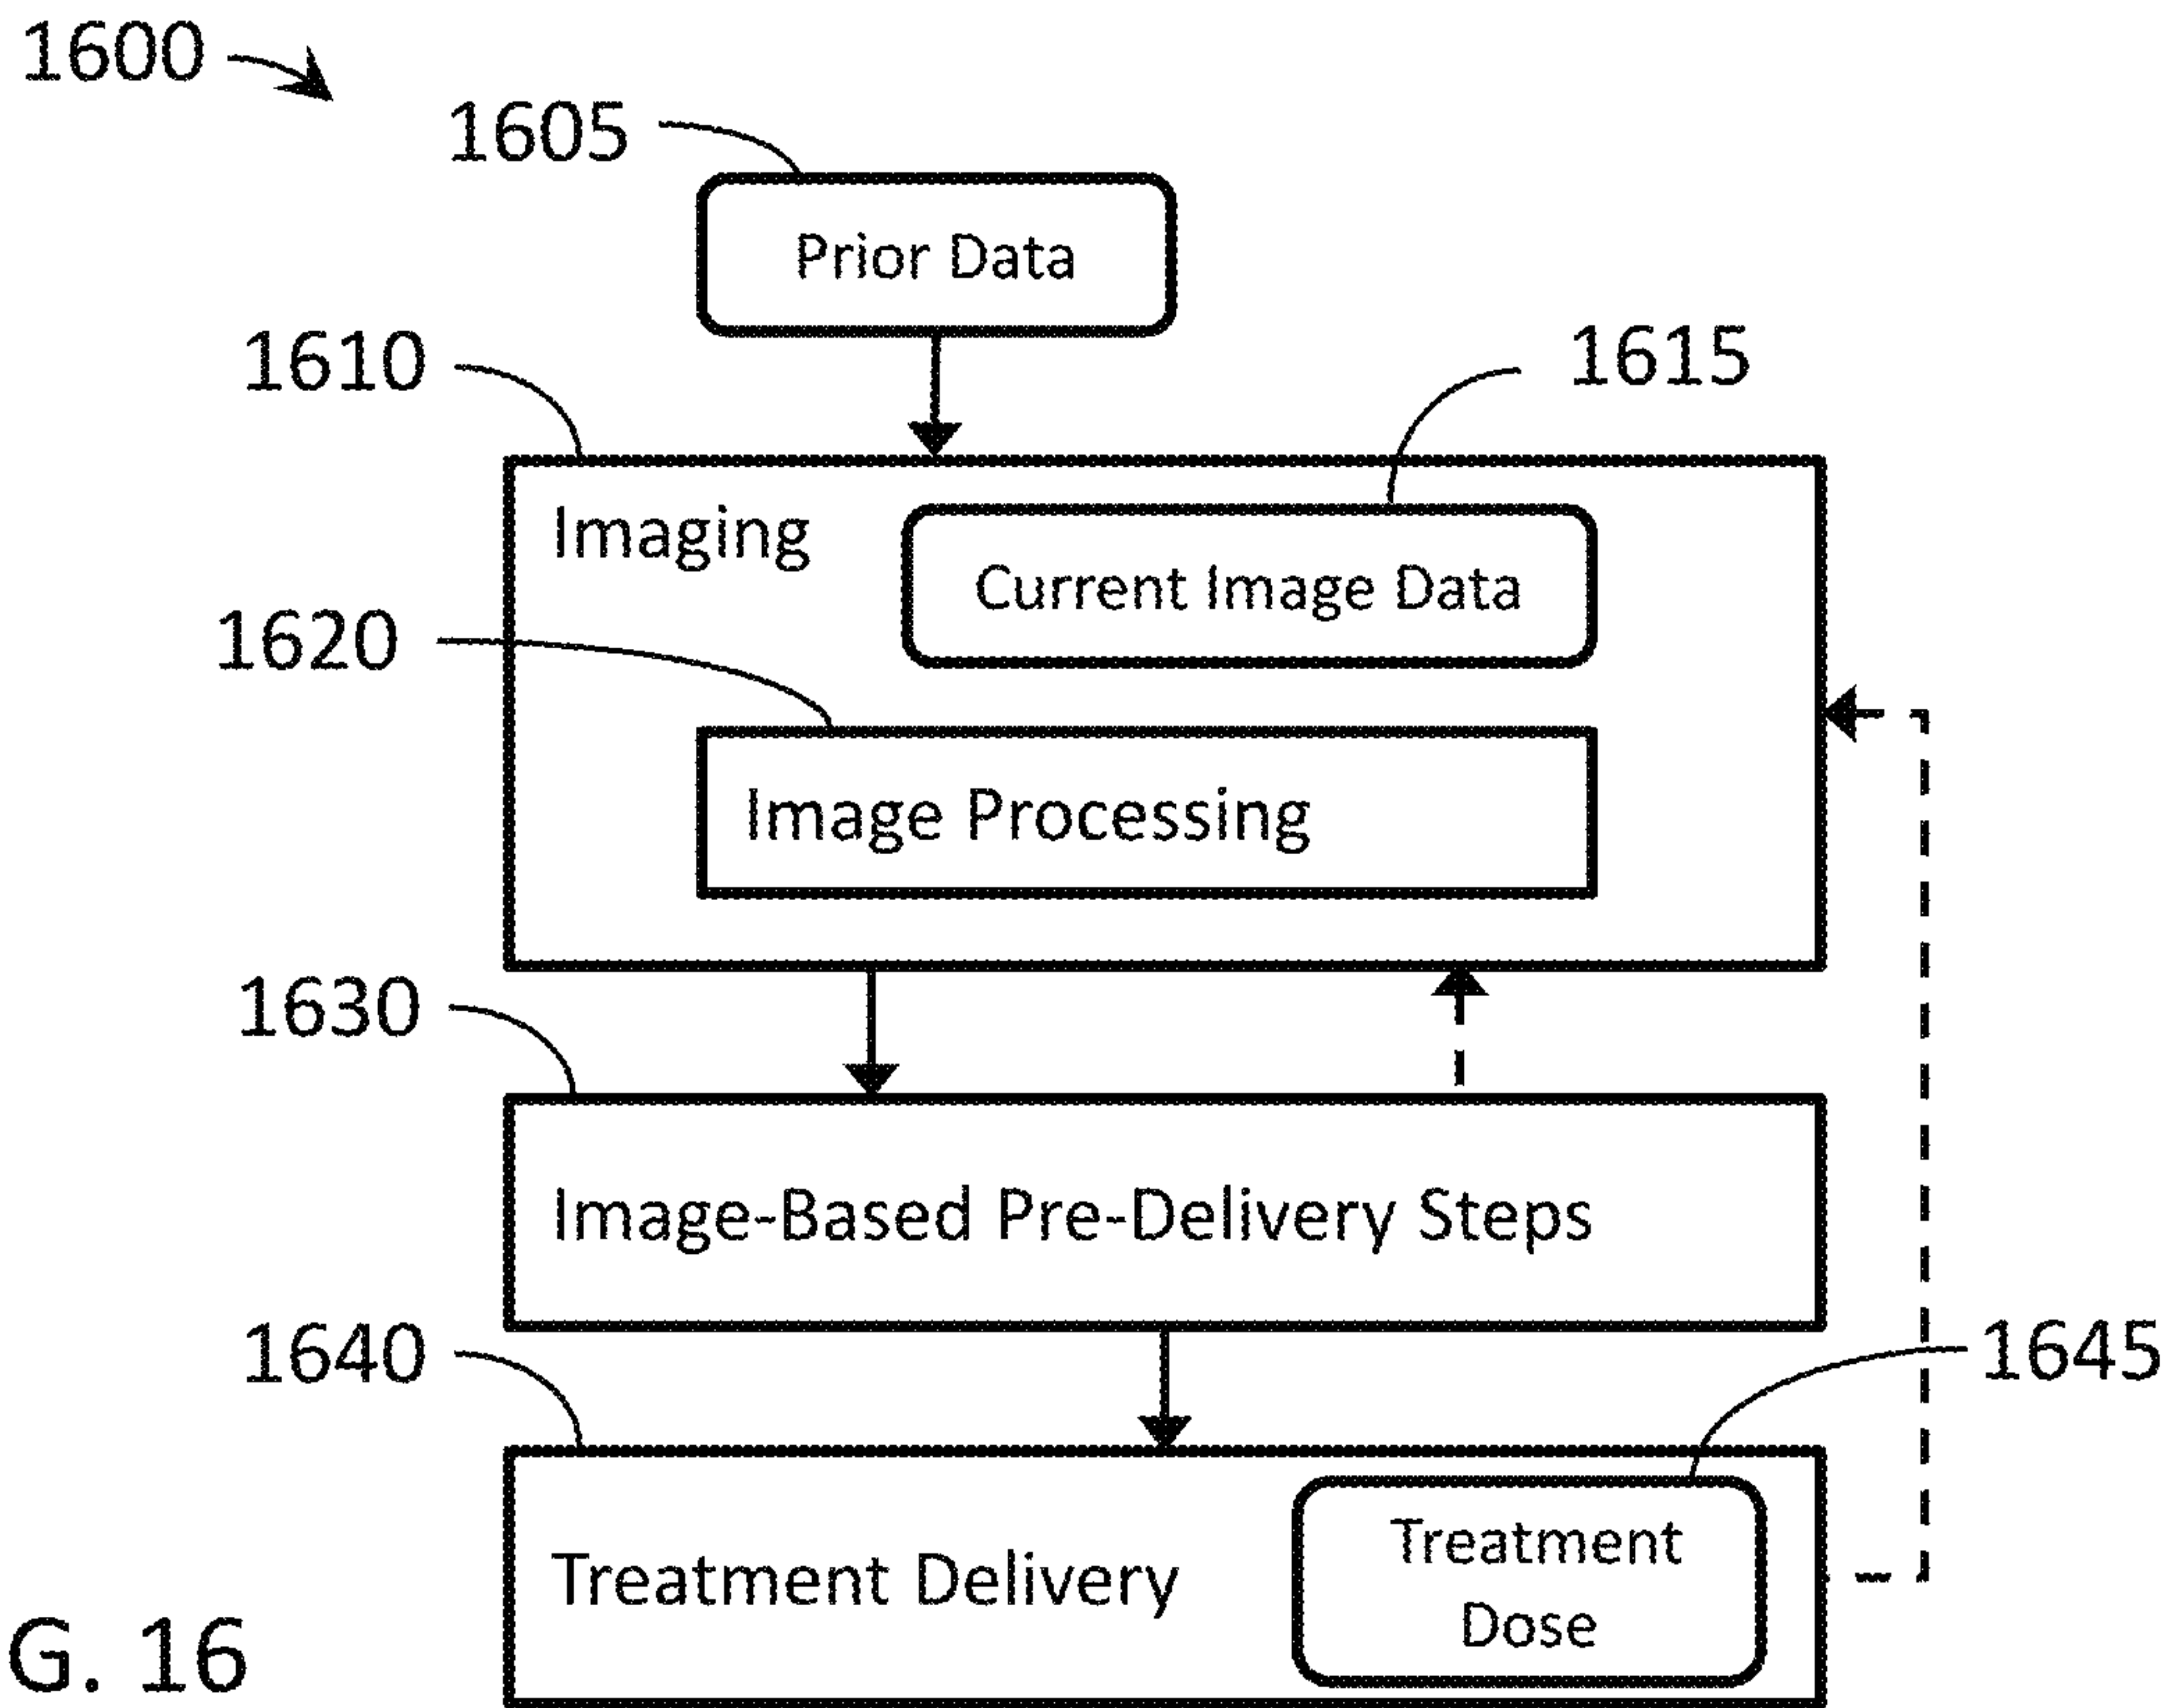 1600
1605
Prior Data
1610
1615
Imaging
Current Image Data
1620
Image Processing
1630
Image-Based Pre-Delivery Steps
1640
1645
Treatment Delivery
Treatment
Dose
G. 16